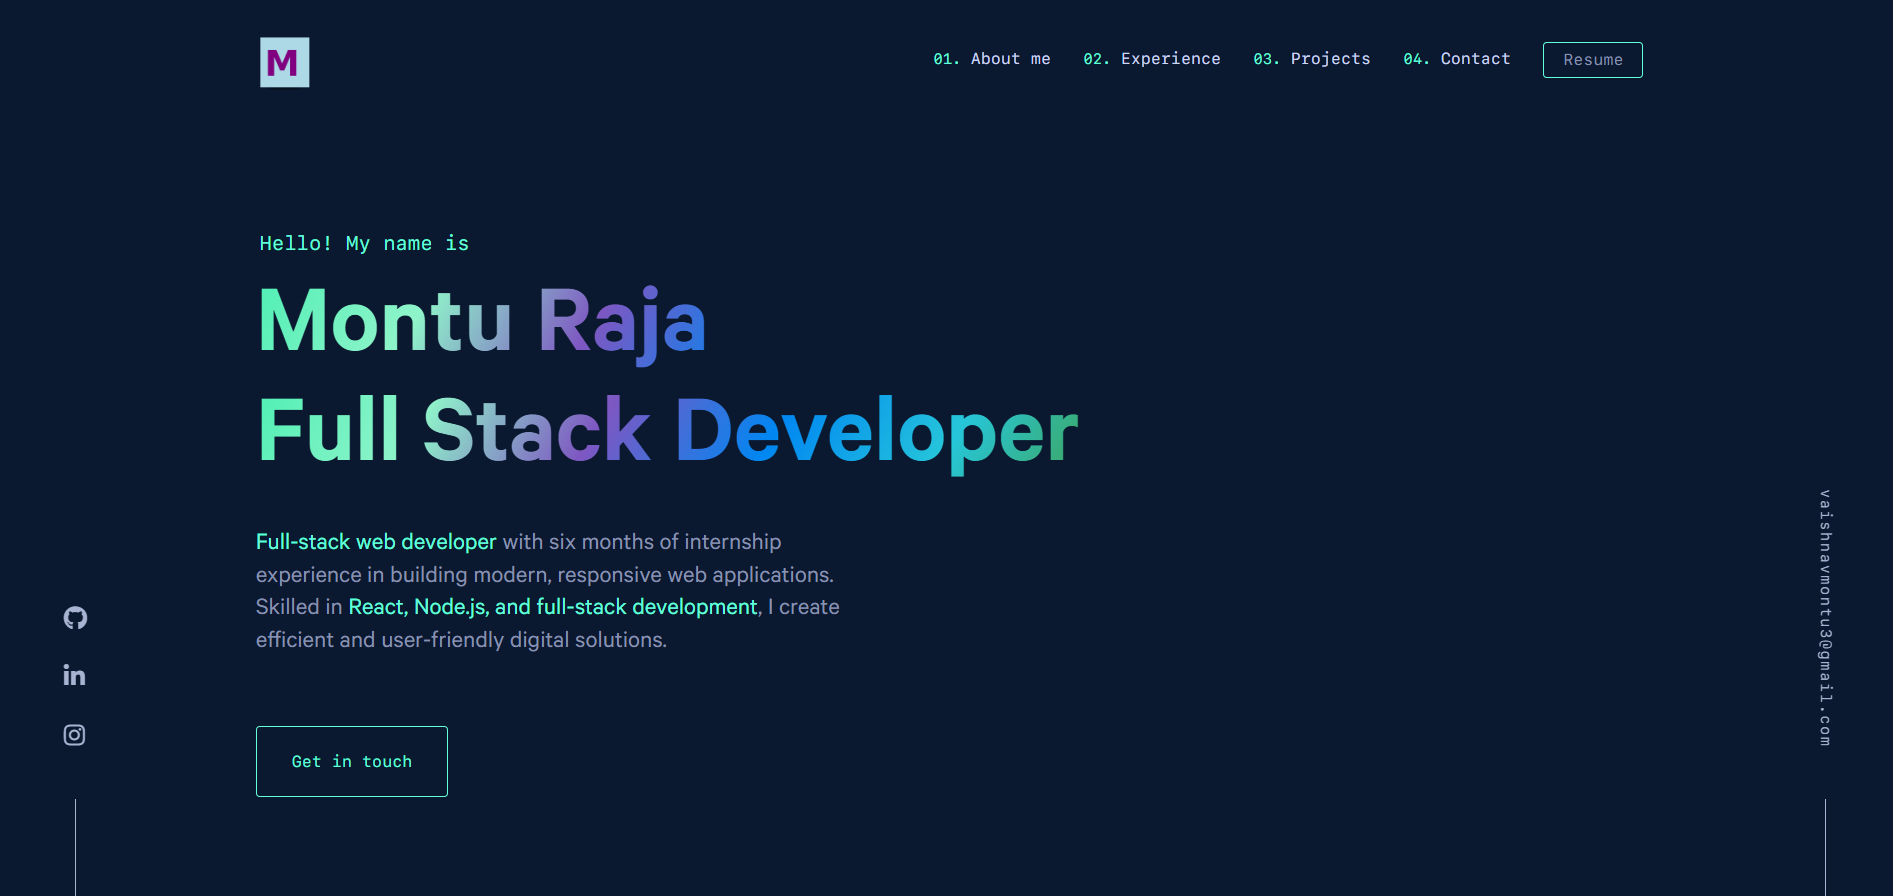 M
01. About me 02. Experience 03. Projects 04. Contact Resume
Hello! My name is
Montu Raja
Full Stack Developer
Full-stack web developer with six months of internship
experience in building modern, responsive web applications.
Skilled in React, Node.js, and full-stack development, I create
efficient and user-friendly digital solutions.
in
Get in touch
vaishnavmontu3@gmail.com